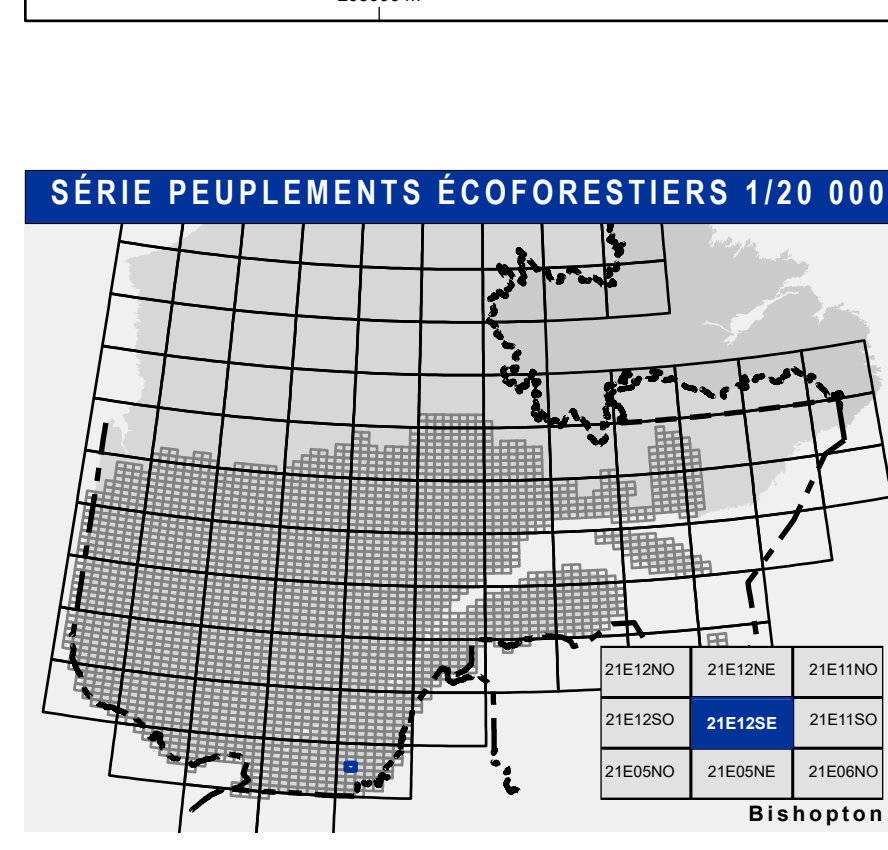 SÉRIE PEUPLEMENTS ÉCOFORESTIERS 1/20 000
21E12NO 21E12NE 21E11NO
21E12SO 21E12SE 21E11SO
21E05NO 21E05NE 21E06NO
Bishopton